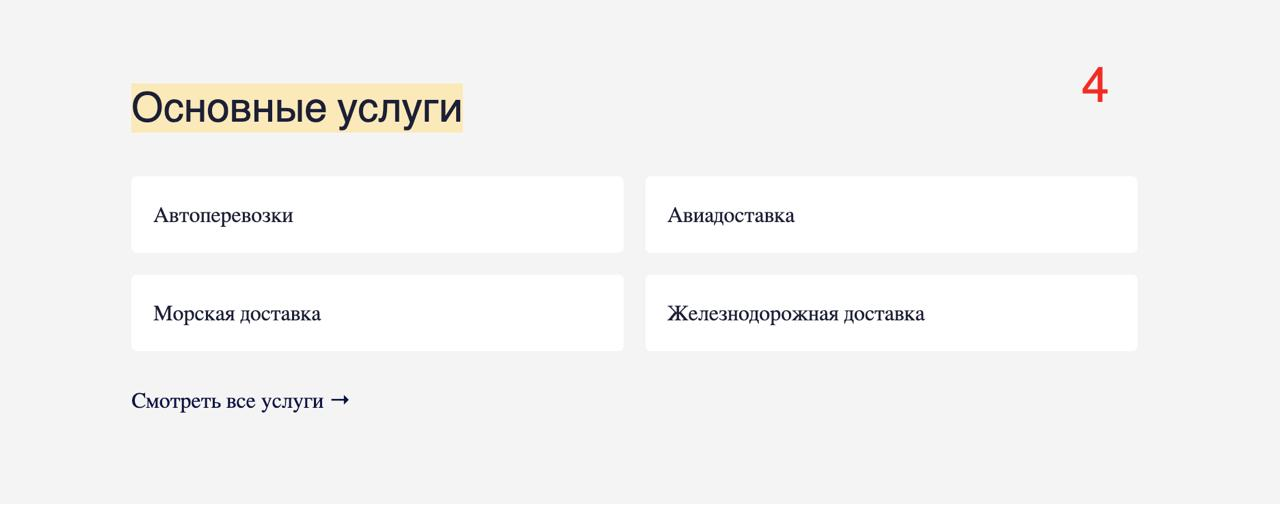 4
Основные услуги
Автоперевозки
Авиадоставка
Морская доставка
Железнодорожная доставка
Смотреть все услуги →